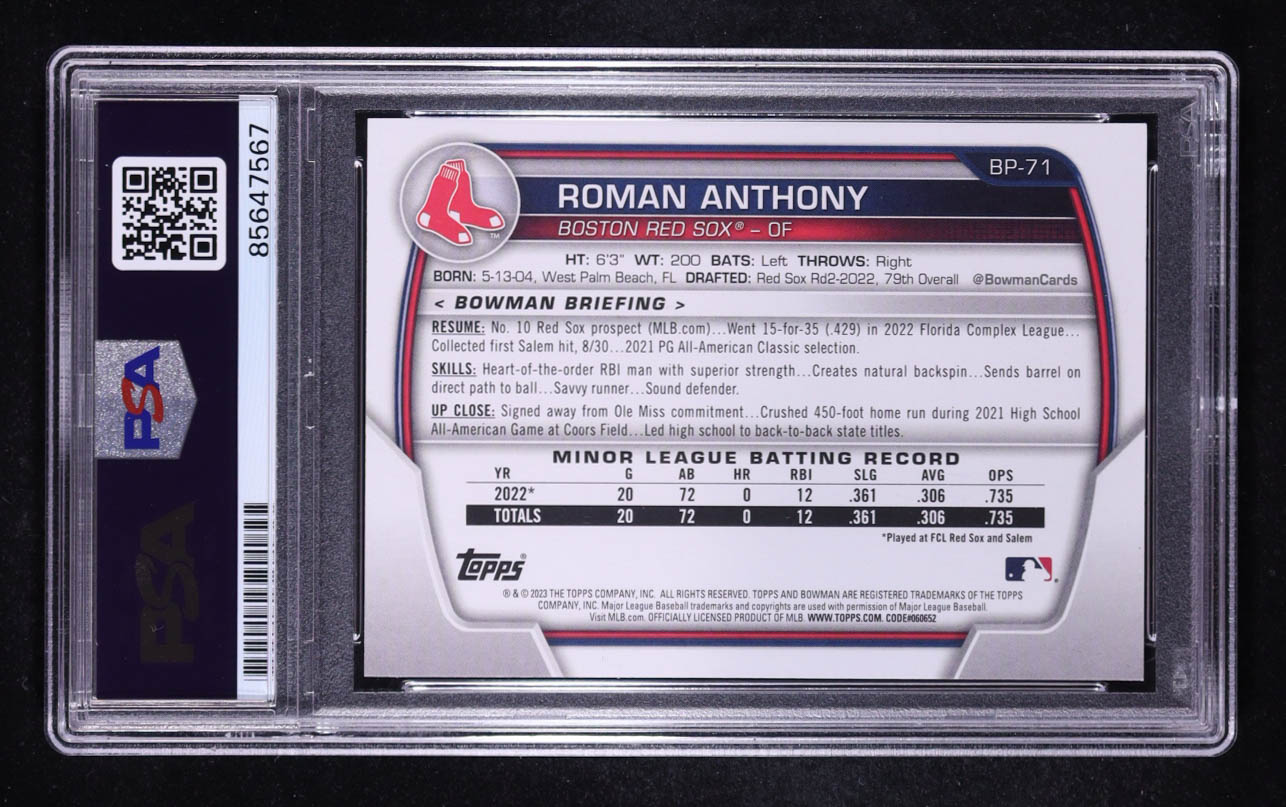 85647567
PSA
PSA
BP-71
ROMAN ANTHONY
BOSTON RED SOX® – OF
TM
HT: 6'3" WT: 200 BATS: Left THROWS: Right
BORN: 5-13-04, West Palm Beach, FL DRAFTED: Red Sox Rd2-2022, 79th Overall @BowmanCards
< BOWMAN BRIEFING >
RESUME: No. 10 Red Sox prospect (MLB.com)...Went 15-for-35 (.429) in 2022 Florida Complex League...
Collected first Salem hit, 8/30...2021 PG All-American Classic selection.
SKILLS: Heart-of-the-order RBI man with superior strength...Creates natural backspin...Sends barrel on
direct path to ball...Savvy runner...Sound defender.
UP CLOSE: Signed away from Ole Miss commitment...Crushed 450-foot home run during 2021 High School
All-American Game at Coors Field...Led high school to back-to-back state titles.
MINOR LEAGUE BATTING RECORD
YR G AB HR RBI SLG AVG OPS
2022* 20 72 0 12 .361 .306 .735
TOTALS 20 72 0 12 .361 .306 .735
*Played at FCL Red Sox and Salem
topps®
® & © 2023 THE TOPPS COMPANY, INC. ALL RIGHTS RESERVED. TOPPS AND BOWMAN ARE REGISTERED TRADEMARKS OF THE TOPPS
COMPANY, INC. Major League Baseball trademarks and copyrights are used with permission of Major League Baseball.
Visit MLB.com. OFFICIALLY LICENSED PRODUCT OF MLB. WWW.TOPPS.COM. CODE#060652